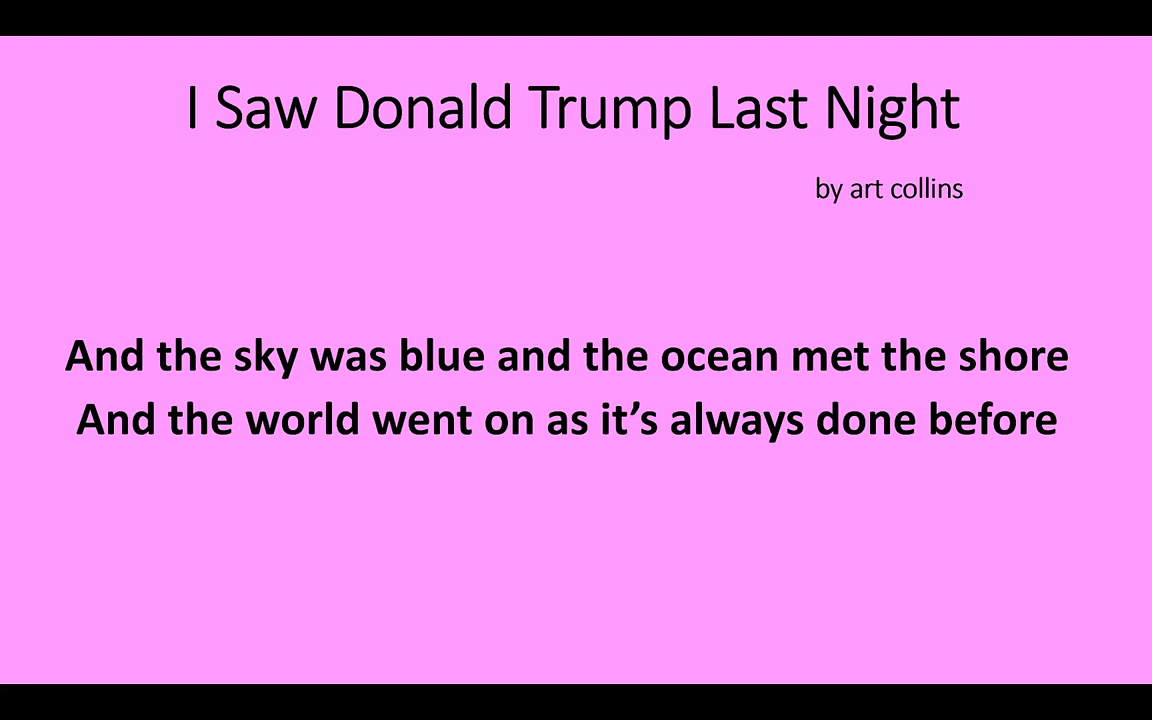 I Saw Donald Trump Last Night
by art collins
And the sky was blue and the ocean met the shore
And the world went on as it’s always done before